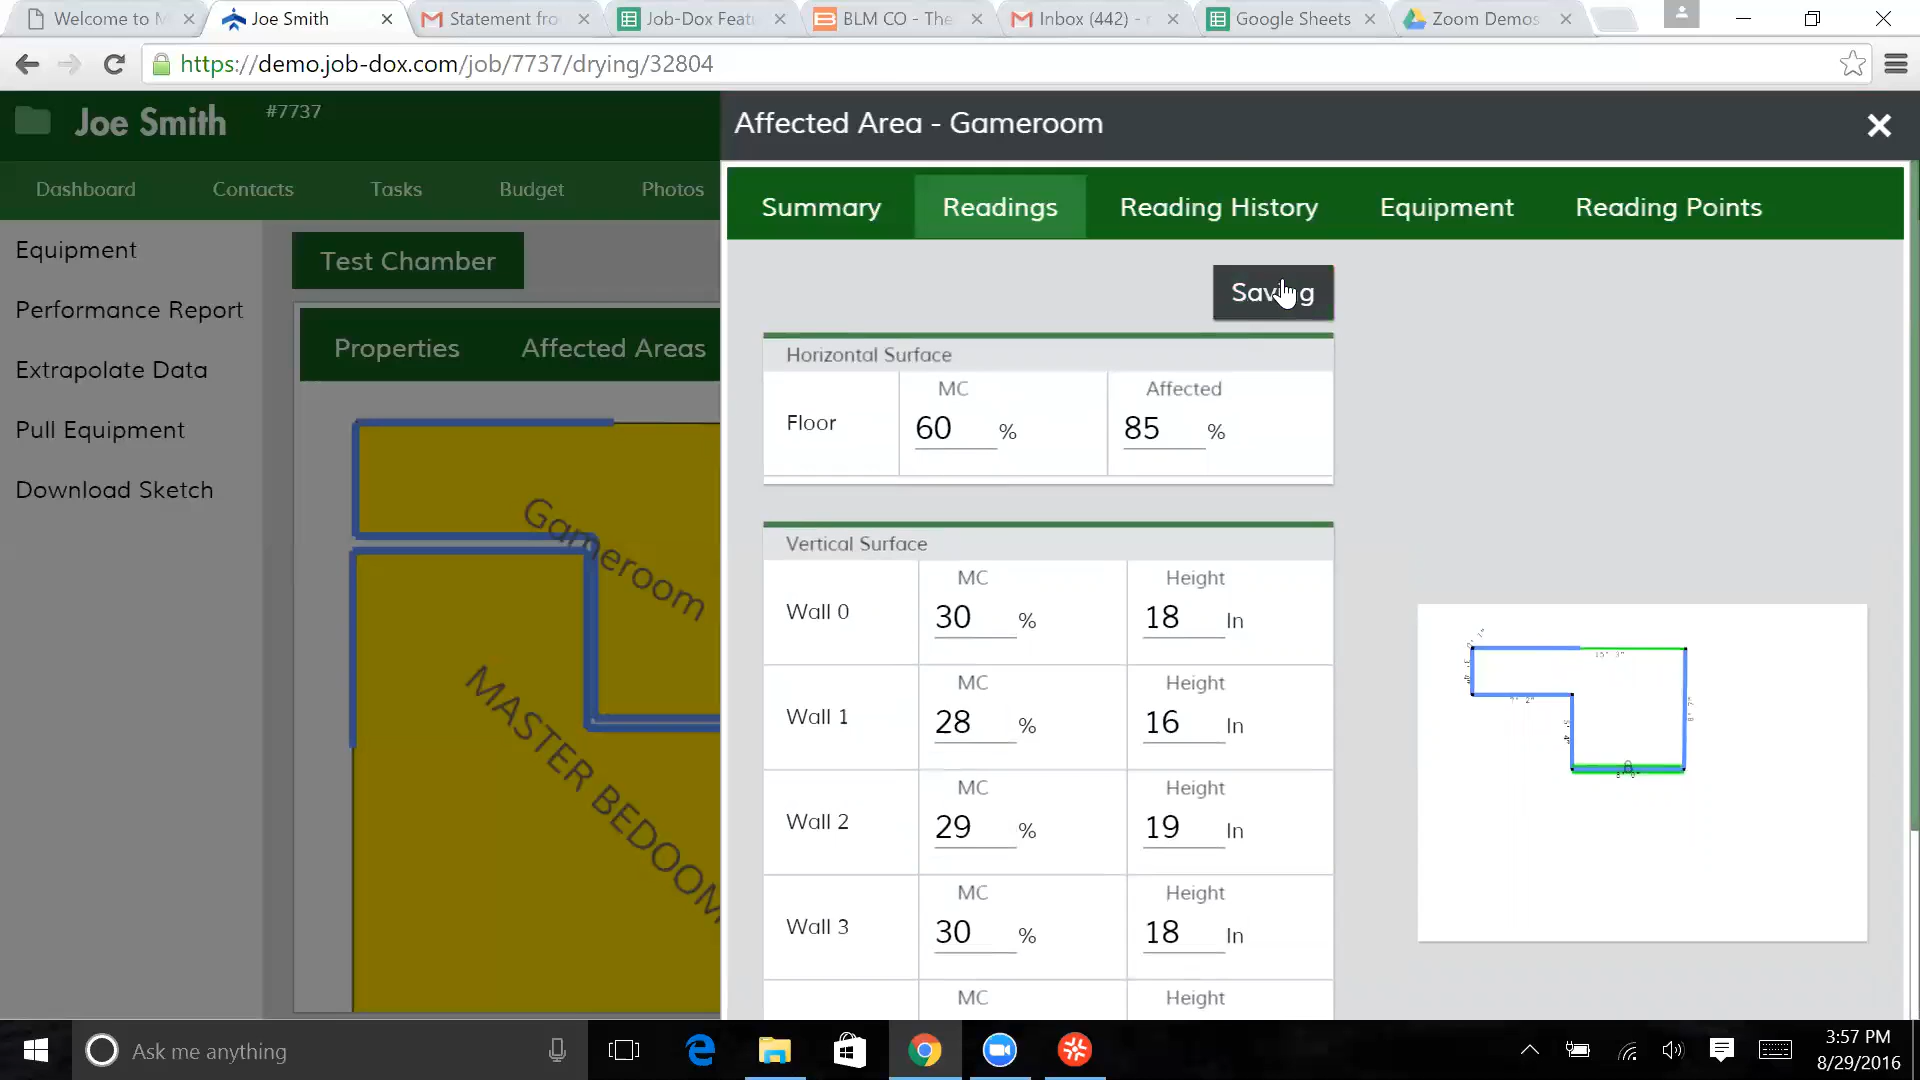 Welcome to M
Joe Smith
Statement fro
Job-Dox Feat
BLM CO - The
Inbox (442) -
Google Sheets
Zoom Demos
https://demo.job-dox.com/job/7737/drying/32804
Joe Smith
#7737
Affected Area - Gameroom
Dashboard
Contacts
Tasks
Budget
Photos
Summary
Readings
Reading History
Equipment
Reading Points
Equipment
Performance Report
Extrapolate Data
Pull Equipment
Download Sketch
Test Chamber
Properties
Affected Areas
Gameroom
MASTER BEDOOM
Saving
Horizontal Surface
MC
Affected
Floor
60 %
85 %
Vertical Surface
MC
Height
Wall 0
30 %
18 In
MC
Height
Wall 1
28 %
16 In
MC
Height
Wall 2
29 %
19 In
MC
Height
Wall 3
30 %
18 In
MC
Height
15' 3"
Ask me anything
3:57 PM
8/29/2016